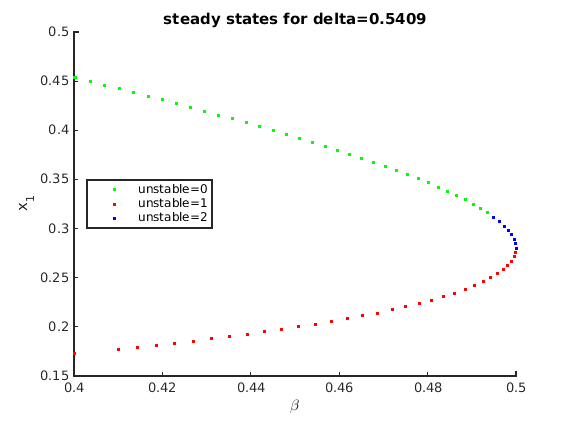 steady states for delta=0.5409
0.5
0.45
0.4
0.35
0.3
0.25
0.2
0.15
x1
unstable=0
unstable=1
unstable=2
0.4 0.42 0.44 0.46 0.48 0.5
β